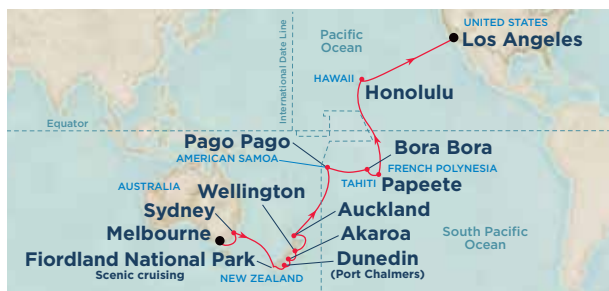 UNITED STATES
Los Angeles
Pacific
Ocean
International Date Line
HAWAII
Honolulu
Equator
Pago Pago
AMERICAN SAMOA
Bora Bora
FRENCH POLYNESIA
TAHITI
Papeete
AUSTRALIA
Wellington
Sydney
Auckland
Melbourne
Akaroa
South Pacific
Ocean
Fiordland National Park
Scenic cruising
NEW ZEALAND
Dunedin
(Port Chalmers)